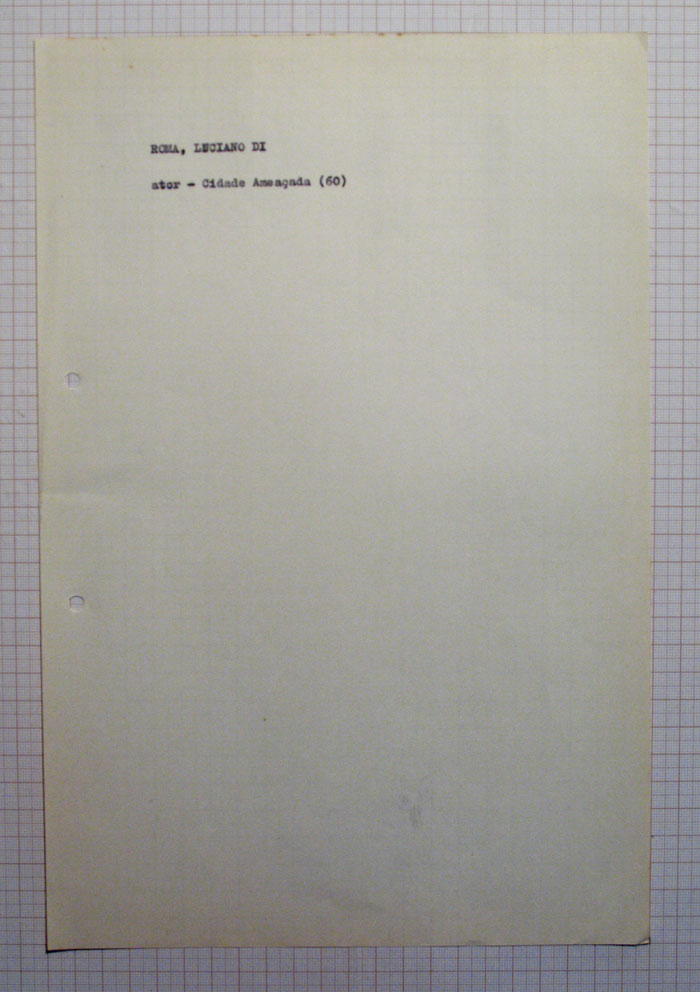 ROMA, LUCIANO DI
ator - Cidade Ameaçada (60)